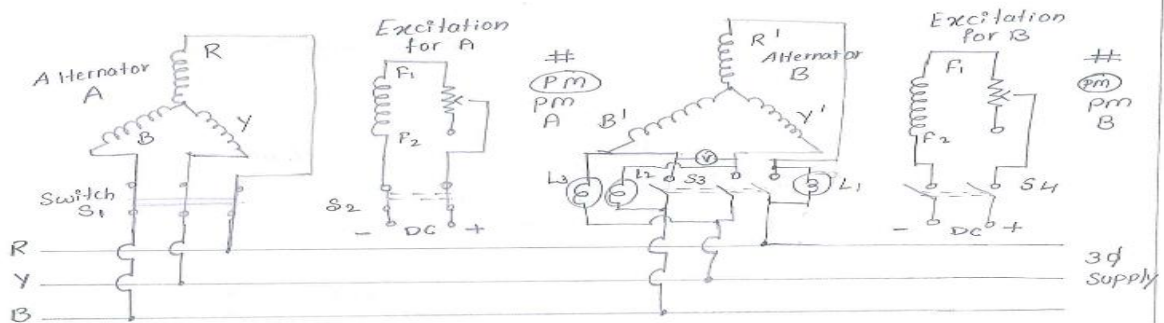 Alternator
A
R
B
Y
Switch
S1
Excitation
for A
F1
F2
S2
- DC +
#
PM
PM
A
R'
Alternator
B
B'
Y'
V
L3
L2
S3
L1
Excitation
for B
F1
F2
S4
- DC +
#
PM
PM
B
R
Y
B
3φ
Supply